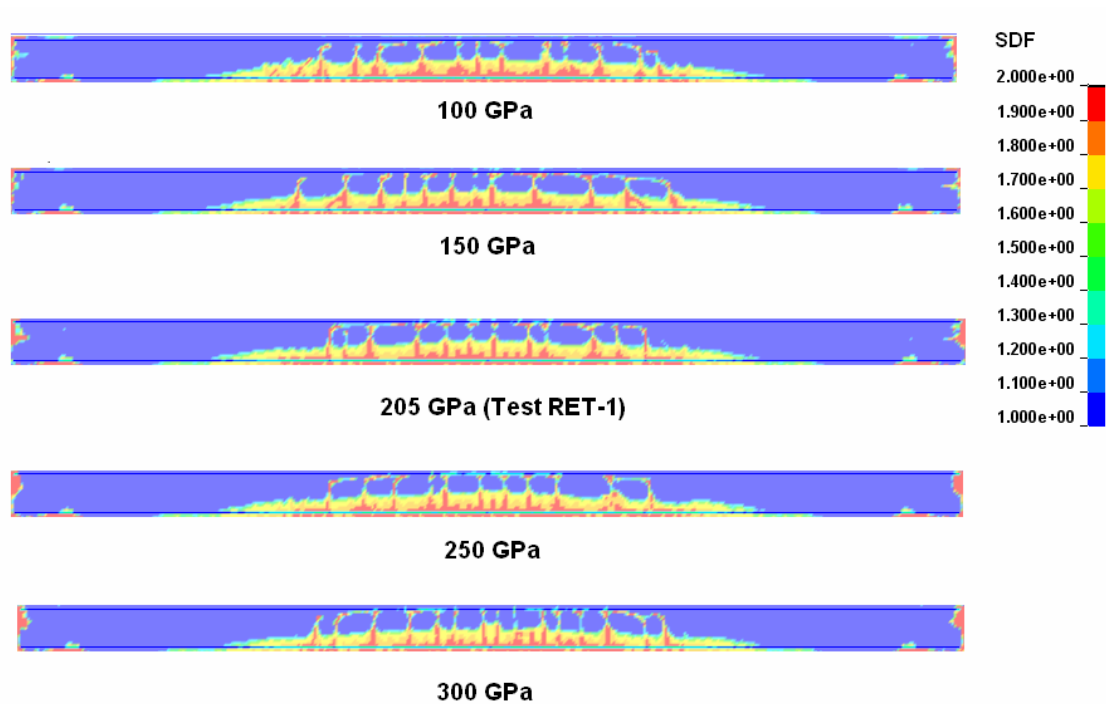 SDF
2.000e+00
1.900e+00
1.800e+00
1.700e+00
1.600e+00
1.500e+00
1.400e+00
1.300e+00
1.200e+00
1.100e+00
1.000e+00
100 GPa
150 GPa
205 GPa (Test RET-1)
250 GPa
300 GPa